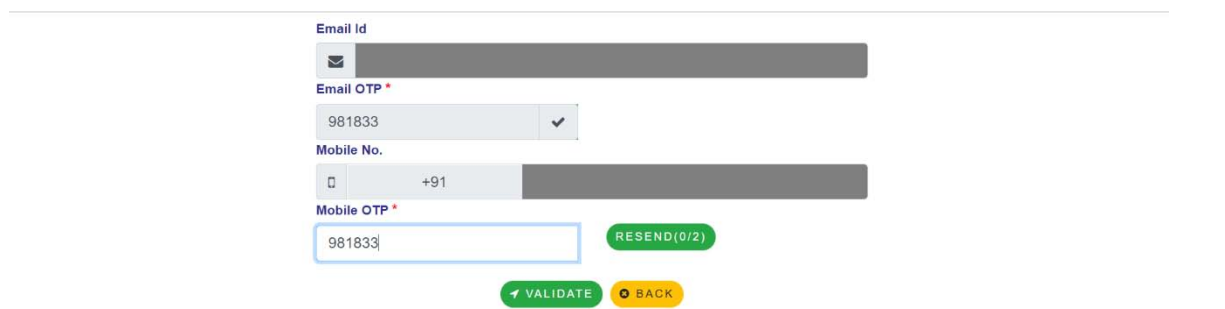 Email Id
Email OTP *
981833
Mobile No.
+91
Mobile OTP *
981833
RESEND(0/2)
VALIDATE BACK